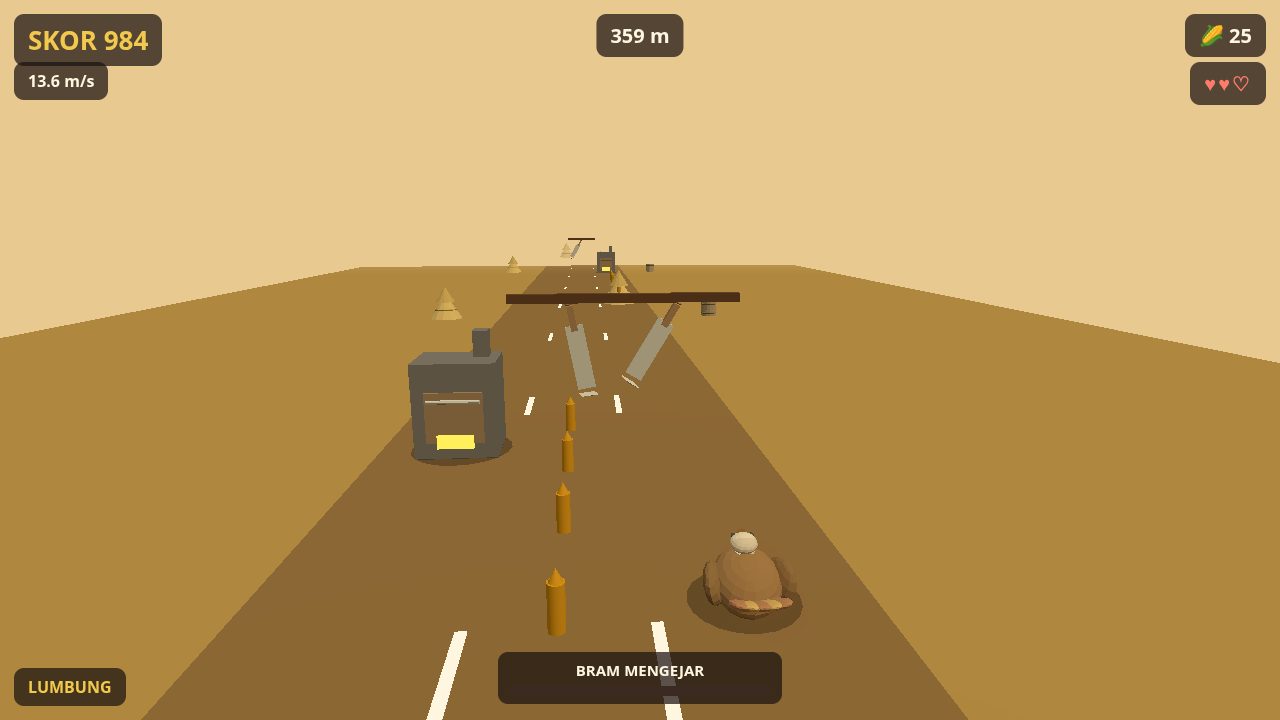 SKOR 984
359 m
🌽 25
13.6 m/s
♥♥♡
LUMBUNG
BRAM MENGEJAR